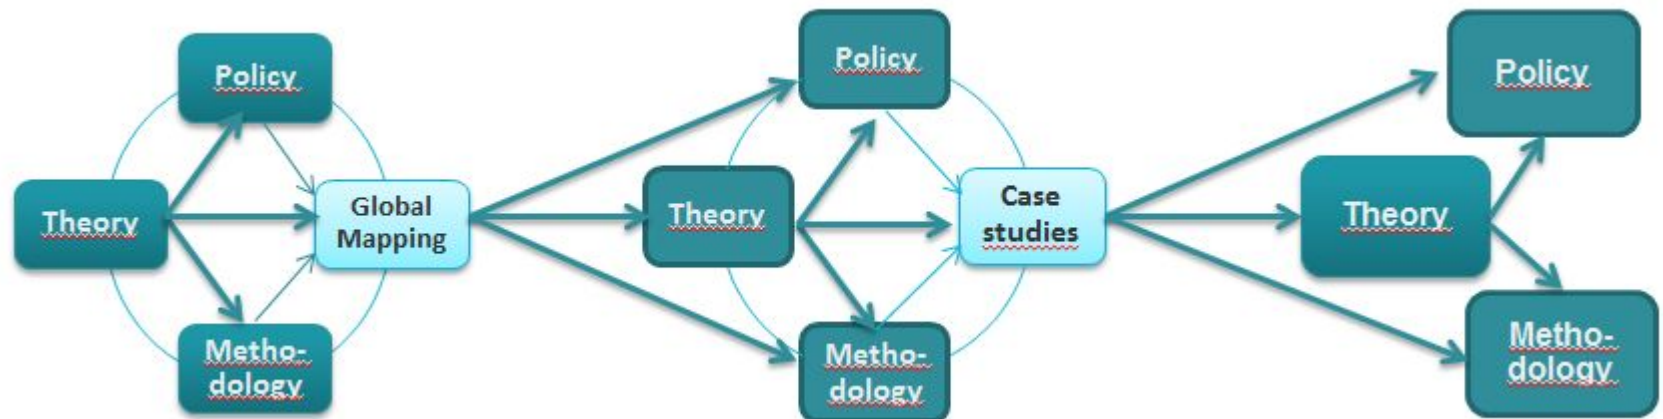 Policy
Theory
Global
Mapping
Metho-
dology
Policy
Theory
Case
studies
Metho-
dology
Policy
Theory
Metho-
dology